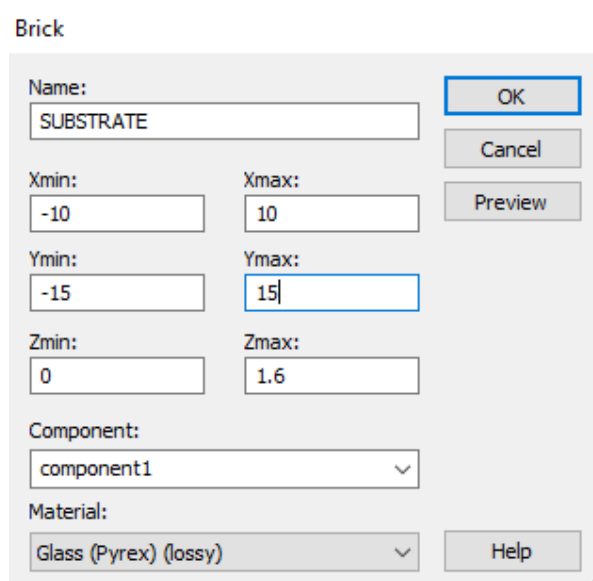 Brick
Name:
SUBSTRATE
OK
Cancel
Xmin:
Xmax:
-10
10
Preview
Ymin:
Ymax:
-15
15
Zmin:
Zmax:
0
1.6
Component:
component1
Material:
Glass (Pyrex) (lossy)
Help